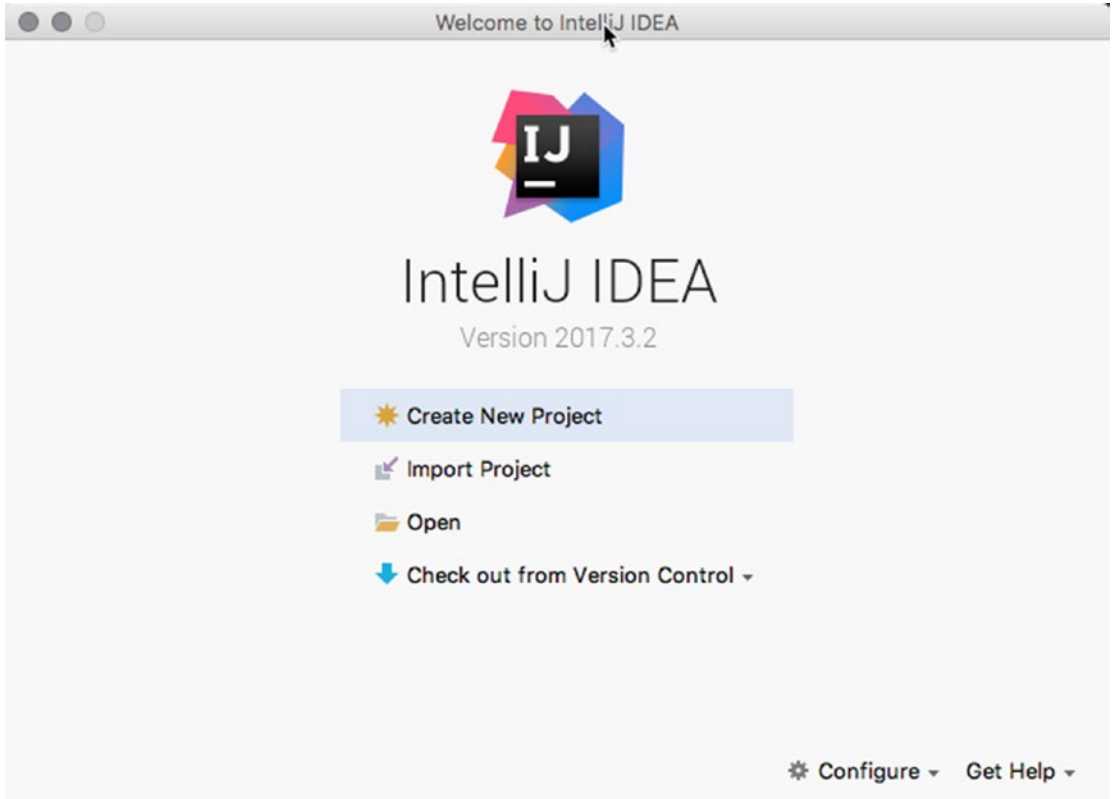 Welcome to IntelliJ IDEA
IJ
IntelliJ IDEA
Version 2017.3.2
Create New Project
Import Project
Open
Check out from Version Control
Configure Get Help